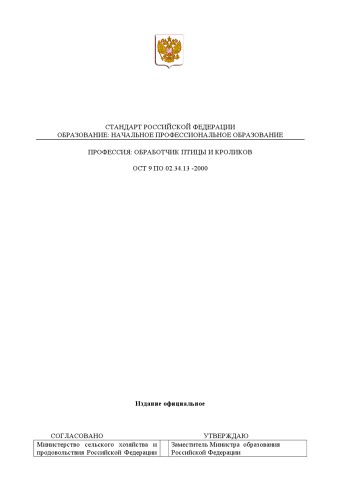 СТАНДАРТ РОССИЙСКОЙ ФЕДЕРАЦИИ
ОБРАЗОВАНИЕ: НАЧАЛЬНОЕ ПРОФЕССИОНАЛЬНОЕ ОБРАЗОВАНИЕ
ПРОФЕССИЯ: ОБРАБОТЧИК ПТИЦЫ И КРОЛИКОВ
ОСТ 9 ПО 02.34.13 -2000
Издание официальное
СОГЛАСОВАНО УТВЕРЖДАЮ
Министерство сельского хозяйства и Заместитель Министра образования
продовольствия Российской Федерации Российской Федерации